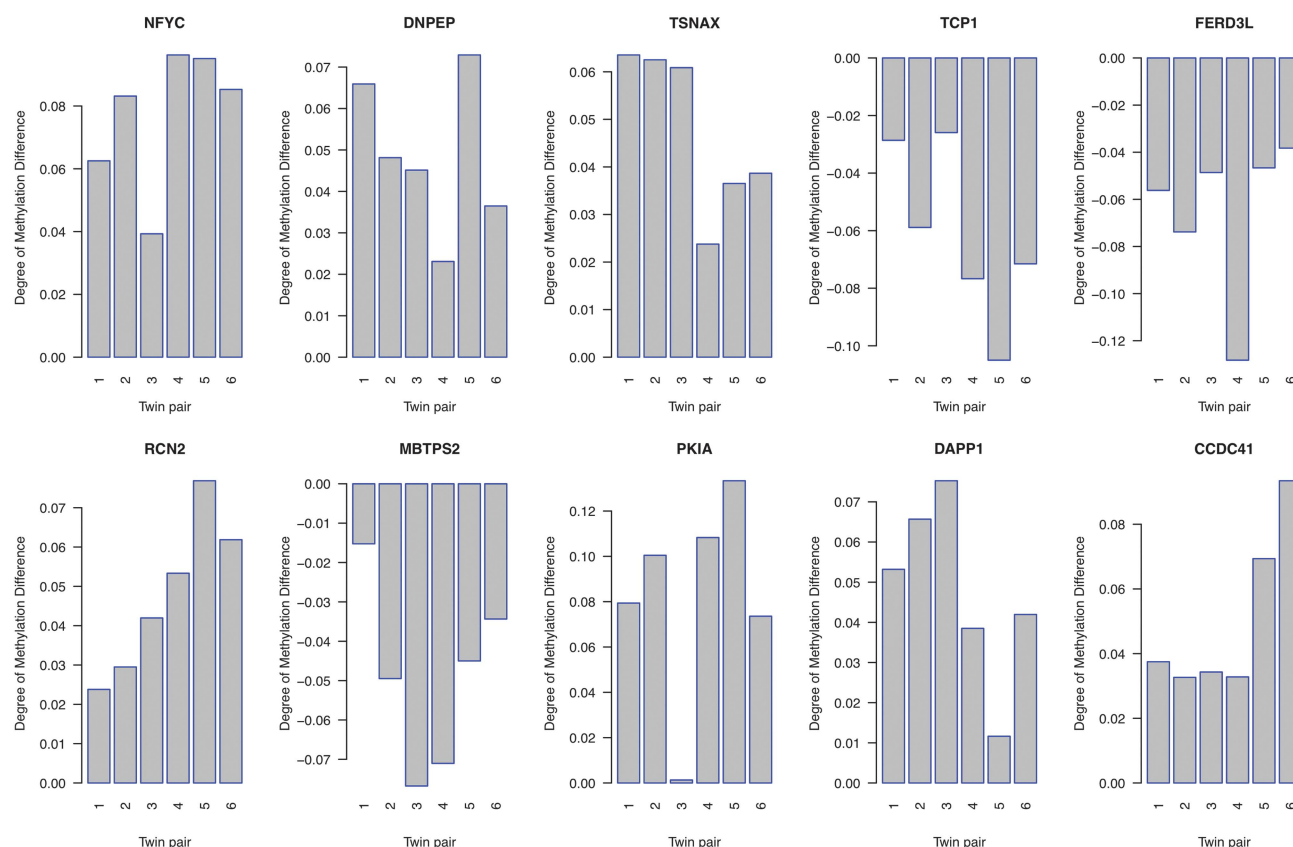 NFYC
Degree of Methylation Difference
0.08
0.06
0.04
0.02
0.00
1 2 3 4 5 6
Twin pair
DNPEP
Degree of Methylation Difference
0.07
0.06
0.05
0.04
0.03
0.02
0.01
0.00
1 2 3 4 5 6
Twin pair
TSNAX
Degree of Methylation Difference
0.06
0.05
0.04
0.03
0.02
0.01
0.00
1 2 3 4 5 6
Twin pair
TCP1
Degree of Methylation Difference
0.00
−0.02
−0.04
−0.06
−0.08
−0.10
1 2 3 4 5 6
Twin pair
FERD3L
Degree of Methylation Difference
0.00
−0.02
−0.04
−0.06
−0.08
−0.10
−0.12
1 2 3 4 5 6
Twin pair
RCN2
Degree of Methylation Difference
0.07
0.06
0.05
0.04
0.03
0.02
0.01
0.00
1 2 3 4 5 6
Twin pair
MBTPS2
Degree of Methylation Difference
0.00
−0.01
−0.02
−0.03
−0.04
−0.05
−0.06
−0.07
1 2 3 4 5 6
Twin pair
PKIA
Degree of Methylation Difference
0.12
0.10
0.08
0.06
0.04
0.02
0.00
1 2 3 4 5 6
Twin pair
DAPP1
Degree of Methylation Difference
0.07
0.06
0.05
0.04
0.03
0.02
0.01
0.00
1 2 3 4 5 6
Twin pair
CCDC41
Degree of Methylation Difference
0.08
0.06
0.04
0.02
0.00
1 2 3 4 5 6
Twin pair